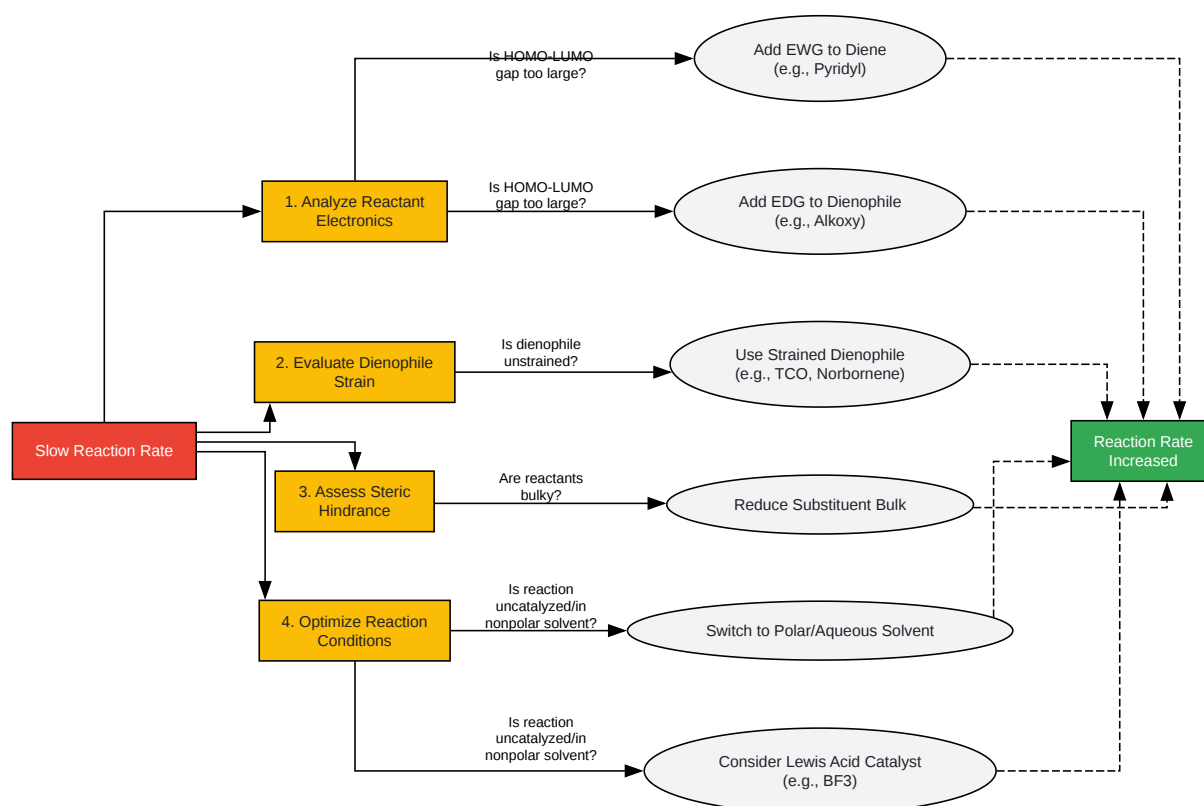 Is HOMO-LUMO
gap too large?
Add EWG to Diene
(e.g., Pyridyl)
1. Analyze Reactant
Electronics
Is HOMO-LUMO
gap too large?
Add EDG to Dienophile
(e.g., Alkoxy)
2. Evaluate Dienophile
Strain
Is dienophile
unstrained?
Use Strained Dienophile
(e.g., TCO, Norbornene)
Slow Reaction Rate
Reaction Rate
Increased
3. Assess Steric
Hindrance
Are reactants
bulky?
Reduce Substituent Bulk
4. Optimize Reaction
Conditions
Is reaction
uncatalyzed/in
nonpolar solvent?
Switch to Polar/Aqueous Solvent
Is reaction
uncatalyzed/in
nonpolar solvent?
Consider Lewis Acid Catalyst
(e.g., BF3)